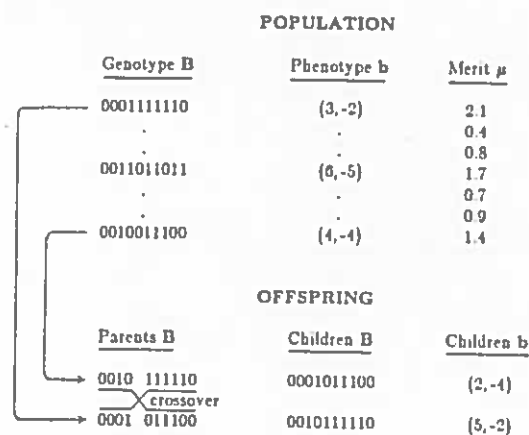 POPULATION
Genotype B Phenotype b Merit μ
0001111110 (3,-2) 2.1
. . 0.4
. . 0.8
0011011011 (6,-5) 1.7
. . 0.7
. . 0.9
0010011100 (4,-4) 1.4
OFFSPRING
Parents B Children B Children b
0010 111110 0001011100 (2,-4)
crossover
0001 011100 0010111110 (5,-2)